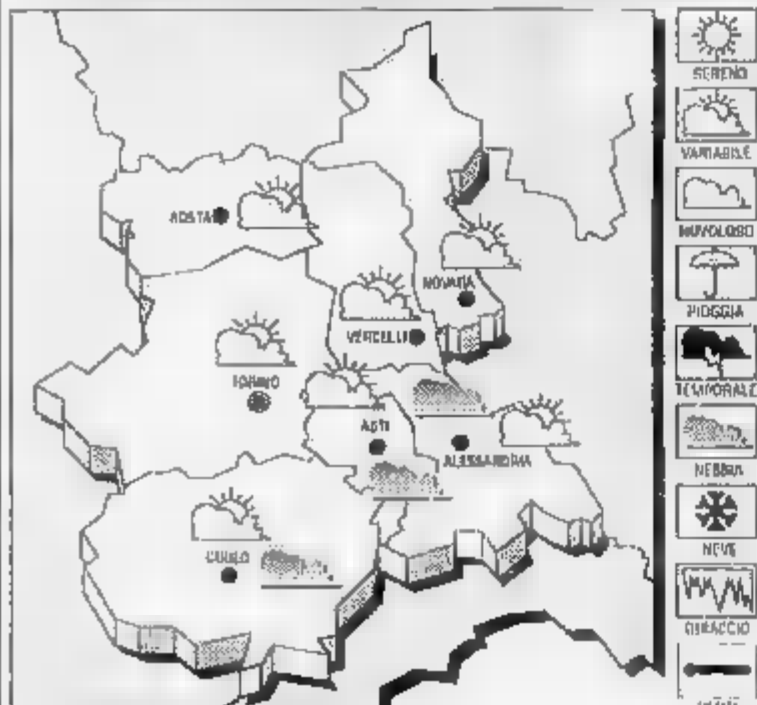 AOSTA
NOVARA
VERCELLI
TORINO
ASTI
ALESSANDRIA
CUNEO
SERENO
VARIABILE
NUVOLOSO
PIOGGIA
TEMPORALE
NEBBIA
NEVE
GHIACCIO